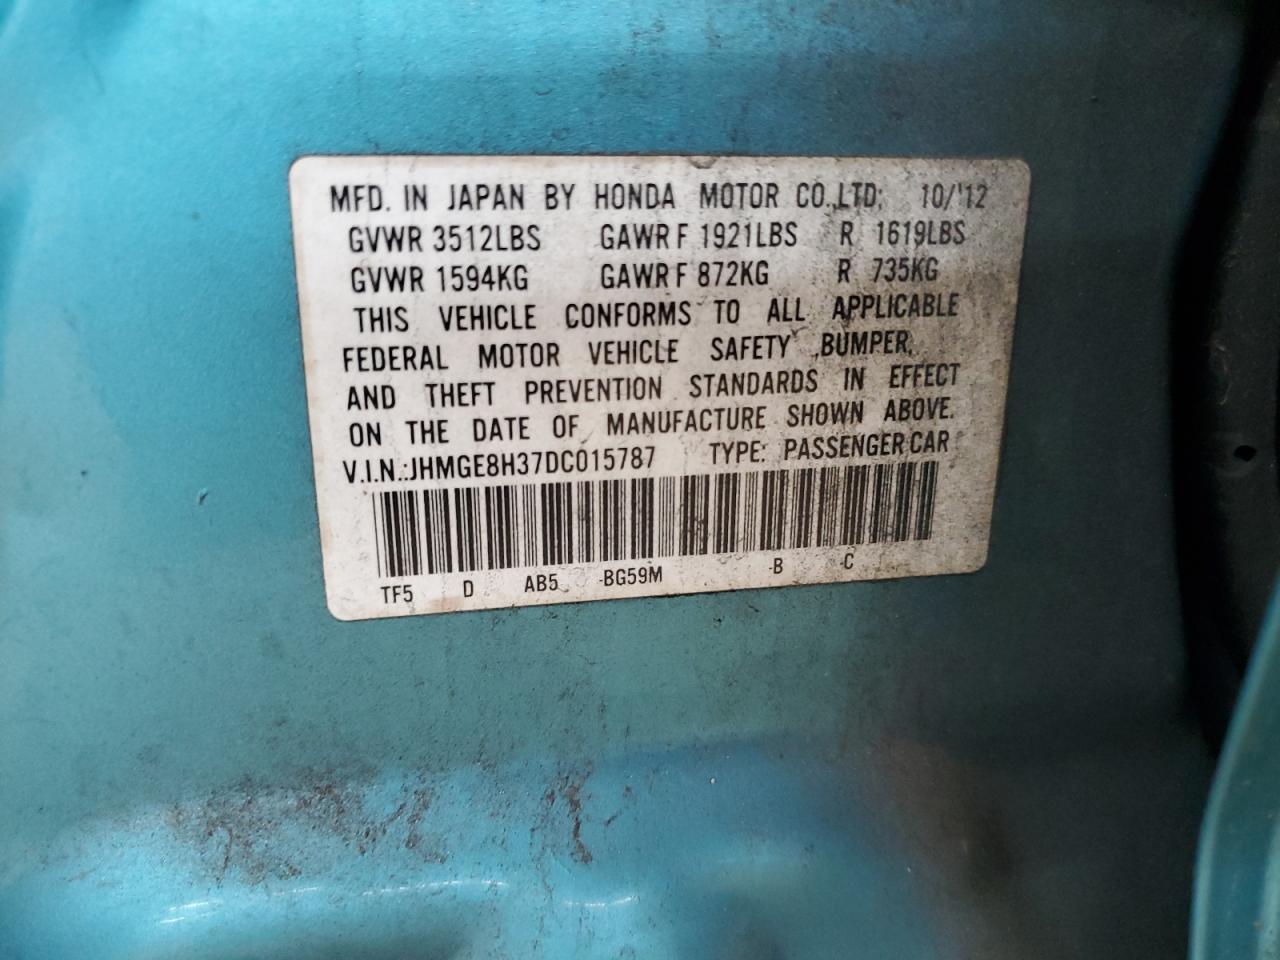 MFD. IN JAPAN BY HONDA MOTOR CO.,LTD; 10/'12
GVWR 3512LBS GAWR F 1921LBS R 1619LBS
GVWR 1594KG GAWR F 872KG R 735KG
THIS VEHICLE CONFORMS TO ALL APPLICABLE
FEDERAL MOTOR VEHICLE SAFETY ,BUMPER,
AND THEFT PREVENTION STANDARDS IN EFFECT
ON THE DATE OF MANUFACTURE SHOWN ABOVE.
V.I.N.:JHMGE8H37DC015787 TYPE: PASSENGER CAR
TF5 D AB5 -BG59M -B -C